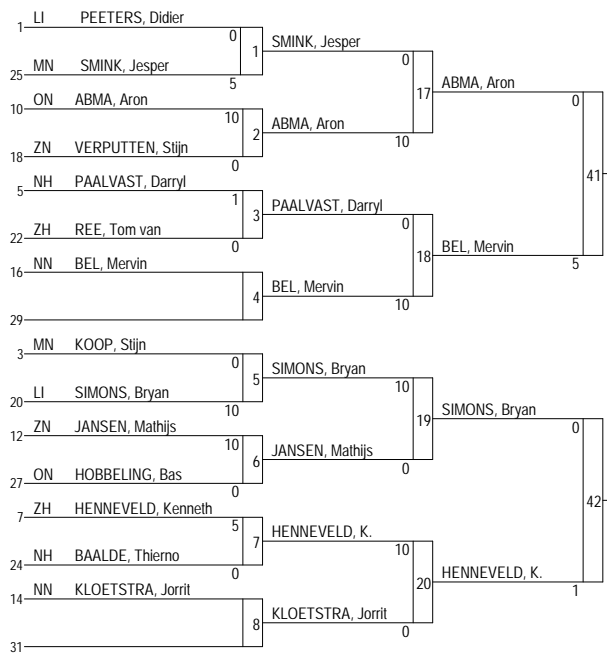 1 LI PEETERS, Didier
0
1 SMINK, Jesper
0
25 MN SMINK, Jesper
5
17 ABMA, Aron
0
10 ON ABMA, Aron
10
2 ABMA, Aron
10
18 ZN VERPUTTEN, Stijn
0
41
5 NH PAALVAST, Darryl
1
3 PAALVAST, Darryl
0
22 ZH REE, Tom van
0
18 BEL, Mervin
5
16 NN BEL, Mervin
4 BEL, Mervin
10
29
3 MN KOOP, Stijn
0
5 SIMONS, Bryan
10
20 LI SIMONS, Bryan
10
19 SIMONS, Bryan
0
12 ZN JANSEN, Mathijs
10
6 JANSEN, Mathijs
0
27 ON HOBBELING, Bas
0
42
7 ZH HENNEVELD, Kenneth
5
7 HENNEVELD, K.
10
24 NH BAALDE, Thierno
0
20 HENNEVELD, K.
1
14 NN KLOETSTRA, Jorrit
8 KLOETSTRA, Jorrit
0
31